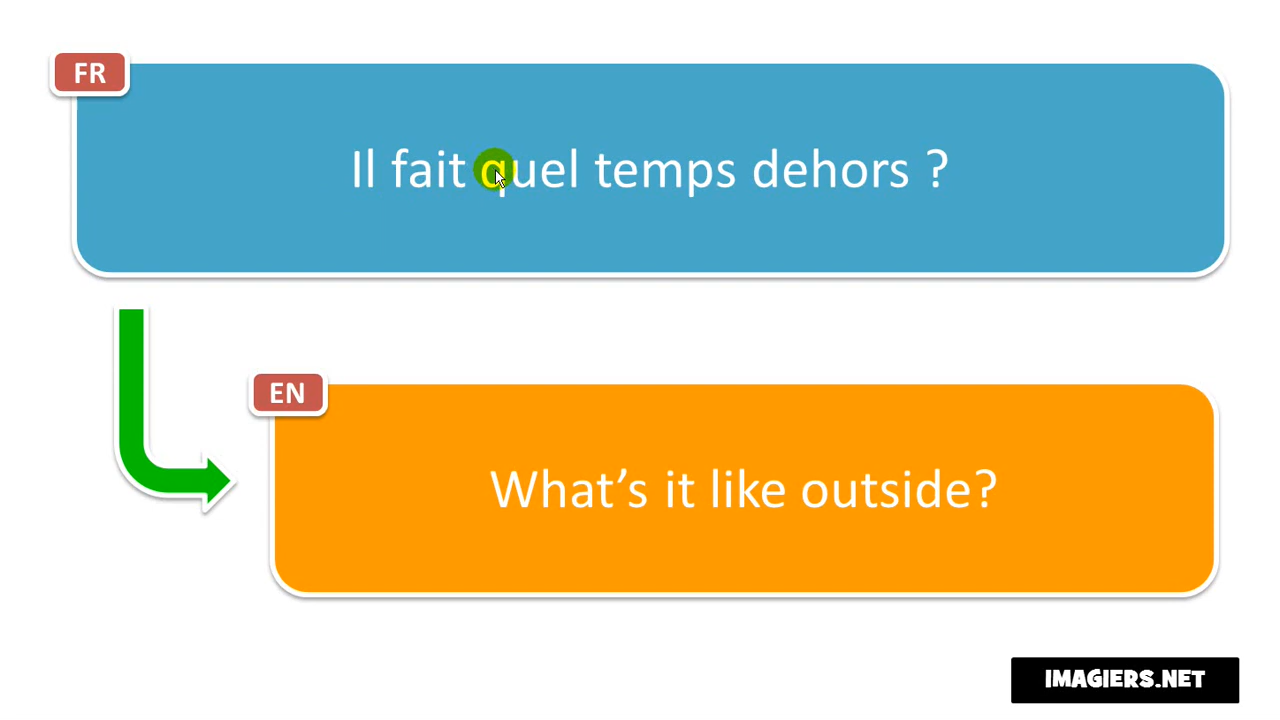 FR
Il fait quel temps dehors ?
EN
What’s it like outside?
IMAGIERS.NET